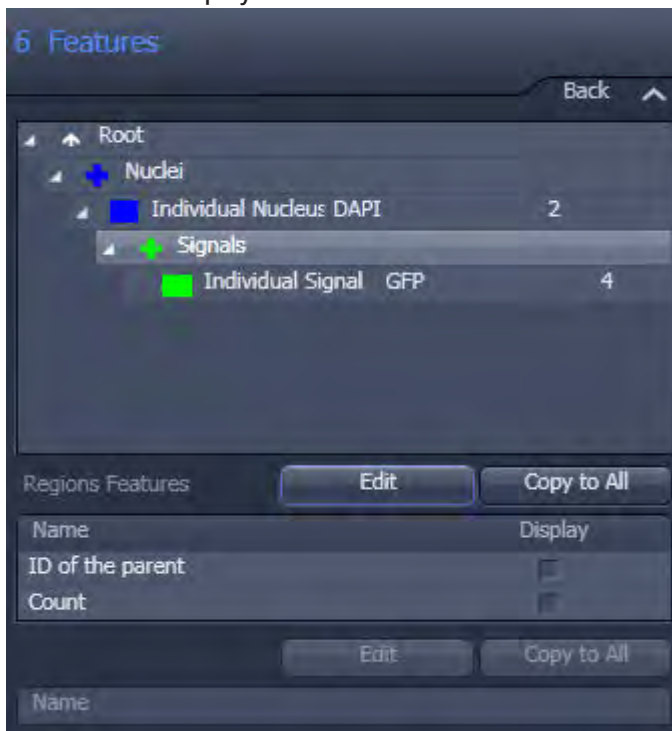 6 Features
Back
Root
Nuclei
Individual Nucleus DAPI 2
Signals
Individual Signal GFP 4
Regions Features Edit Copy to All
Name Display
ID of the parent
Count
Edit Copy to All
Name